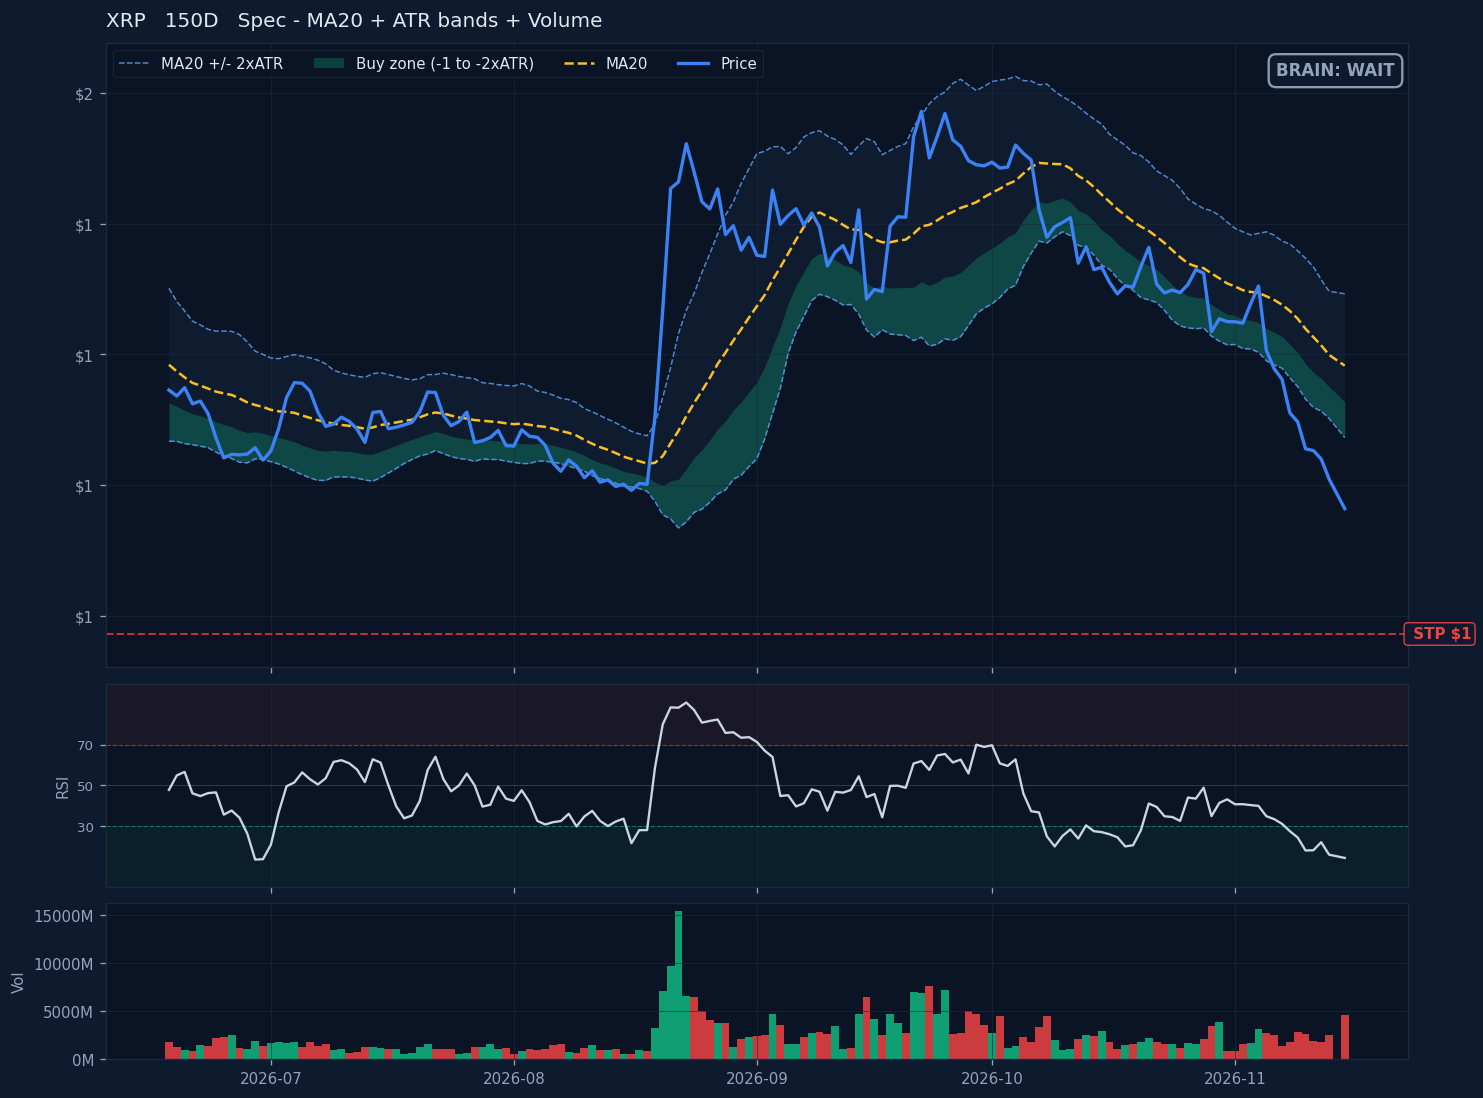 XRP   150D   Spec - MA20 + ATR bands + Volume
MA20 +/- 2xATR
Buy zone (-1 to -2xATR)
MA20
Price
BRAIN: WAIT
$2
$1
$1
$1
$1
STP $1
RSI
70
50
30
Vol
15000M
10000M
5000M
0M
2026-07
2026-08
2026-09
2026-10
2026-11